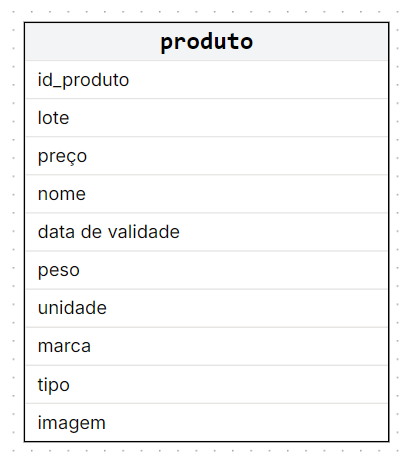 produto
id_produto
lote
preço
nome
data de validade
peso
unidade
marca
tipo
imagem